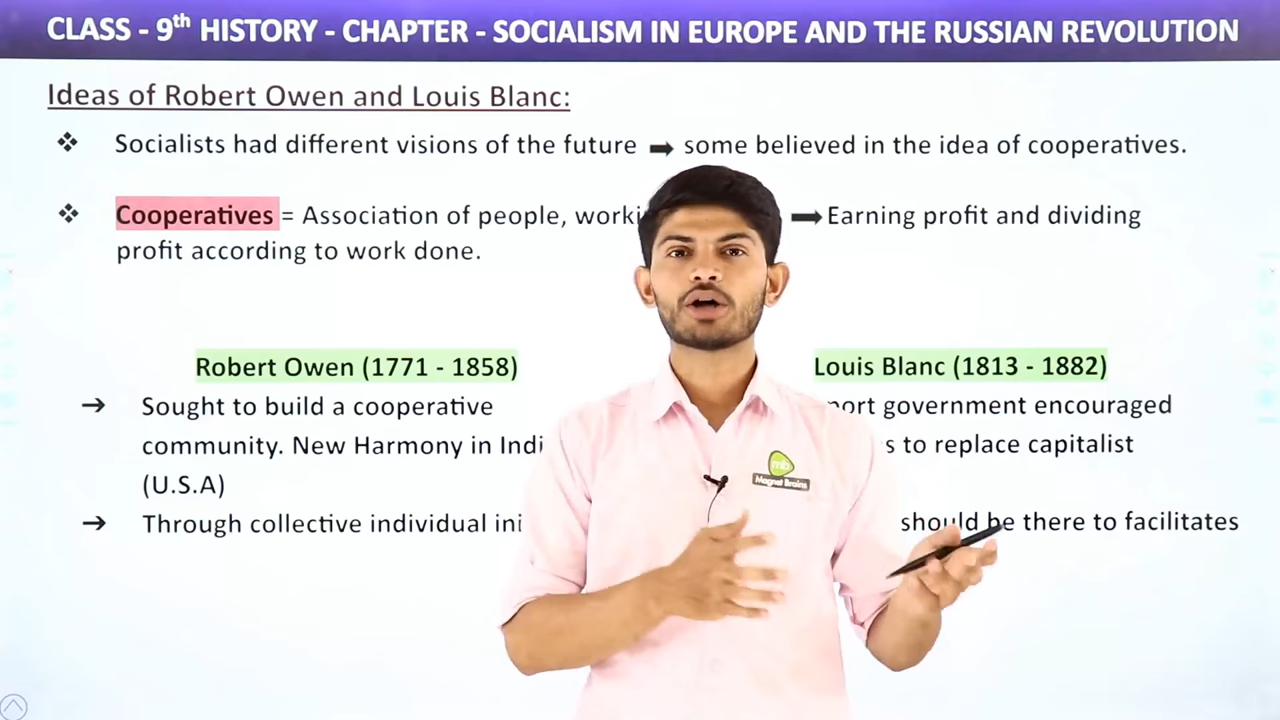 CLASS - 9th HISTORY - CHAPTER - SOCIALISM IN EUROPE AND THE RUSSIAN REVOLUTION
Ideas of Robert Owen and Louis Blanc:
❖ Socialists had different visions of the future ➡ some believed in the idea of cooperatives.
❖ Cooperatives = Association of people, ➡ Earning profit and dividing
profit according to work done.
Robert Owen (1771 - 1858)
→ Sought to build a cooperative
community. New Harmony in
(U.S.A)
→ Through collective individual
Louis Blanc (1813 - 1882)
government encouraged
to replace capitalist
should be there to facilitates
mb
Magnet Brains